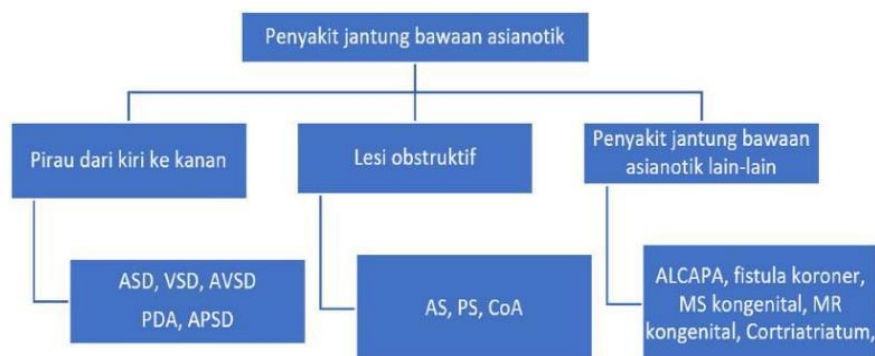 Penyakit jantung bawaan asianotik
Pirau dari kiri ke kanan
Lesi obstruktif
Penyakit jantung bawaan
asianotik lain-lain
ASD, VSD, AVSD
PDA, APSD
AS, PS, CoA
ALCAPA, fistula koroner,
MS kongenital, MR
kongenital, Cortriatriatum,